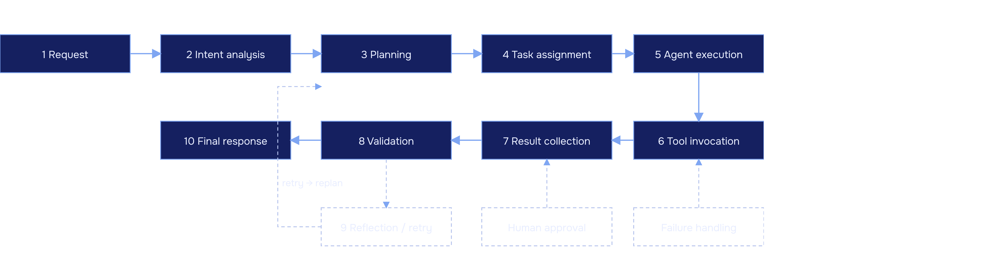 1 Request
2 Intent analysis
3 Planning
4 Task assignment
5 Agent execution
10 Final response
8 Validation
7 Result collection
6 Tool invocation
retry → replan
9 Reflection / retry
Human approval
Failure handling